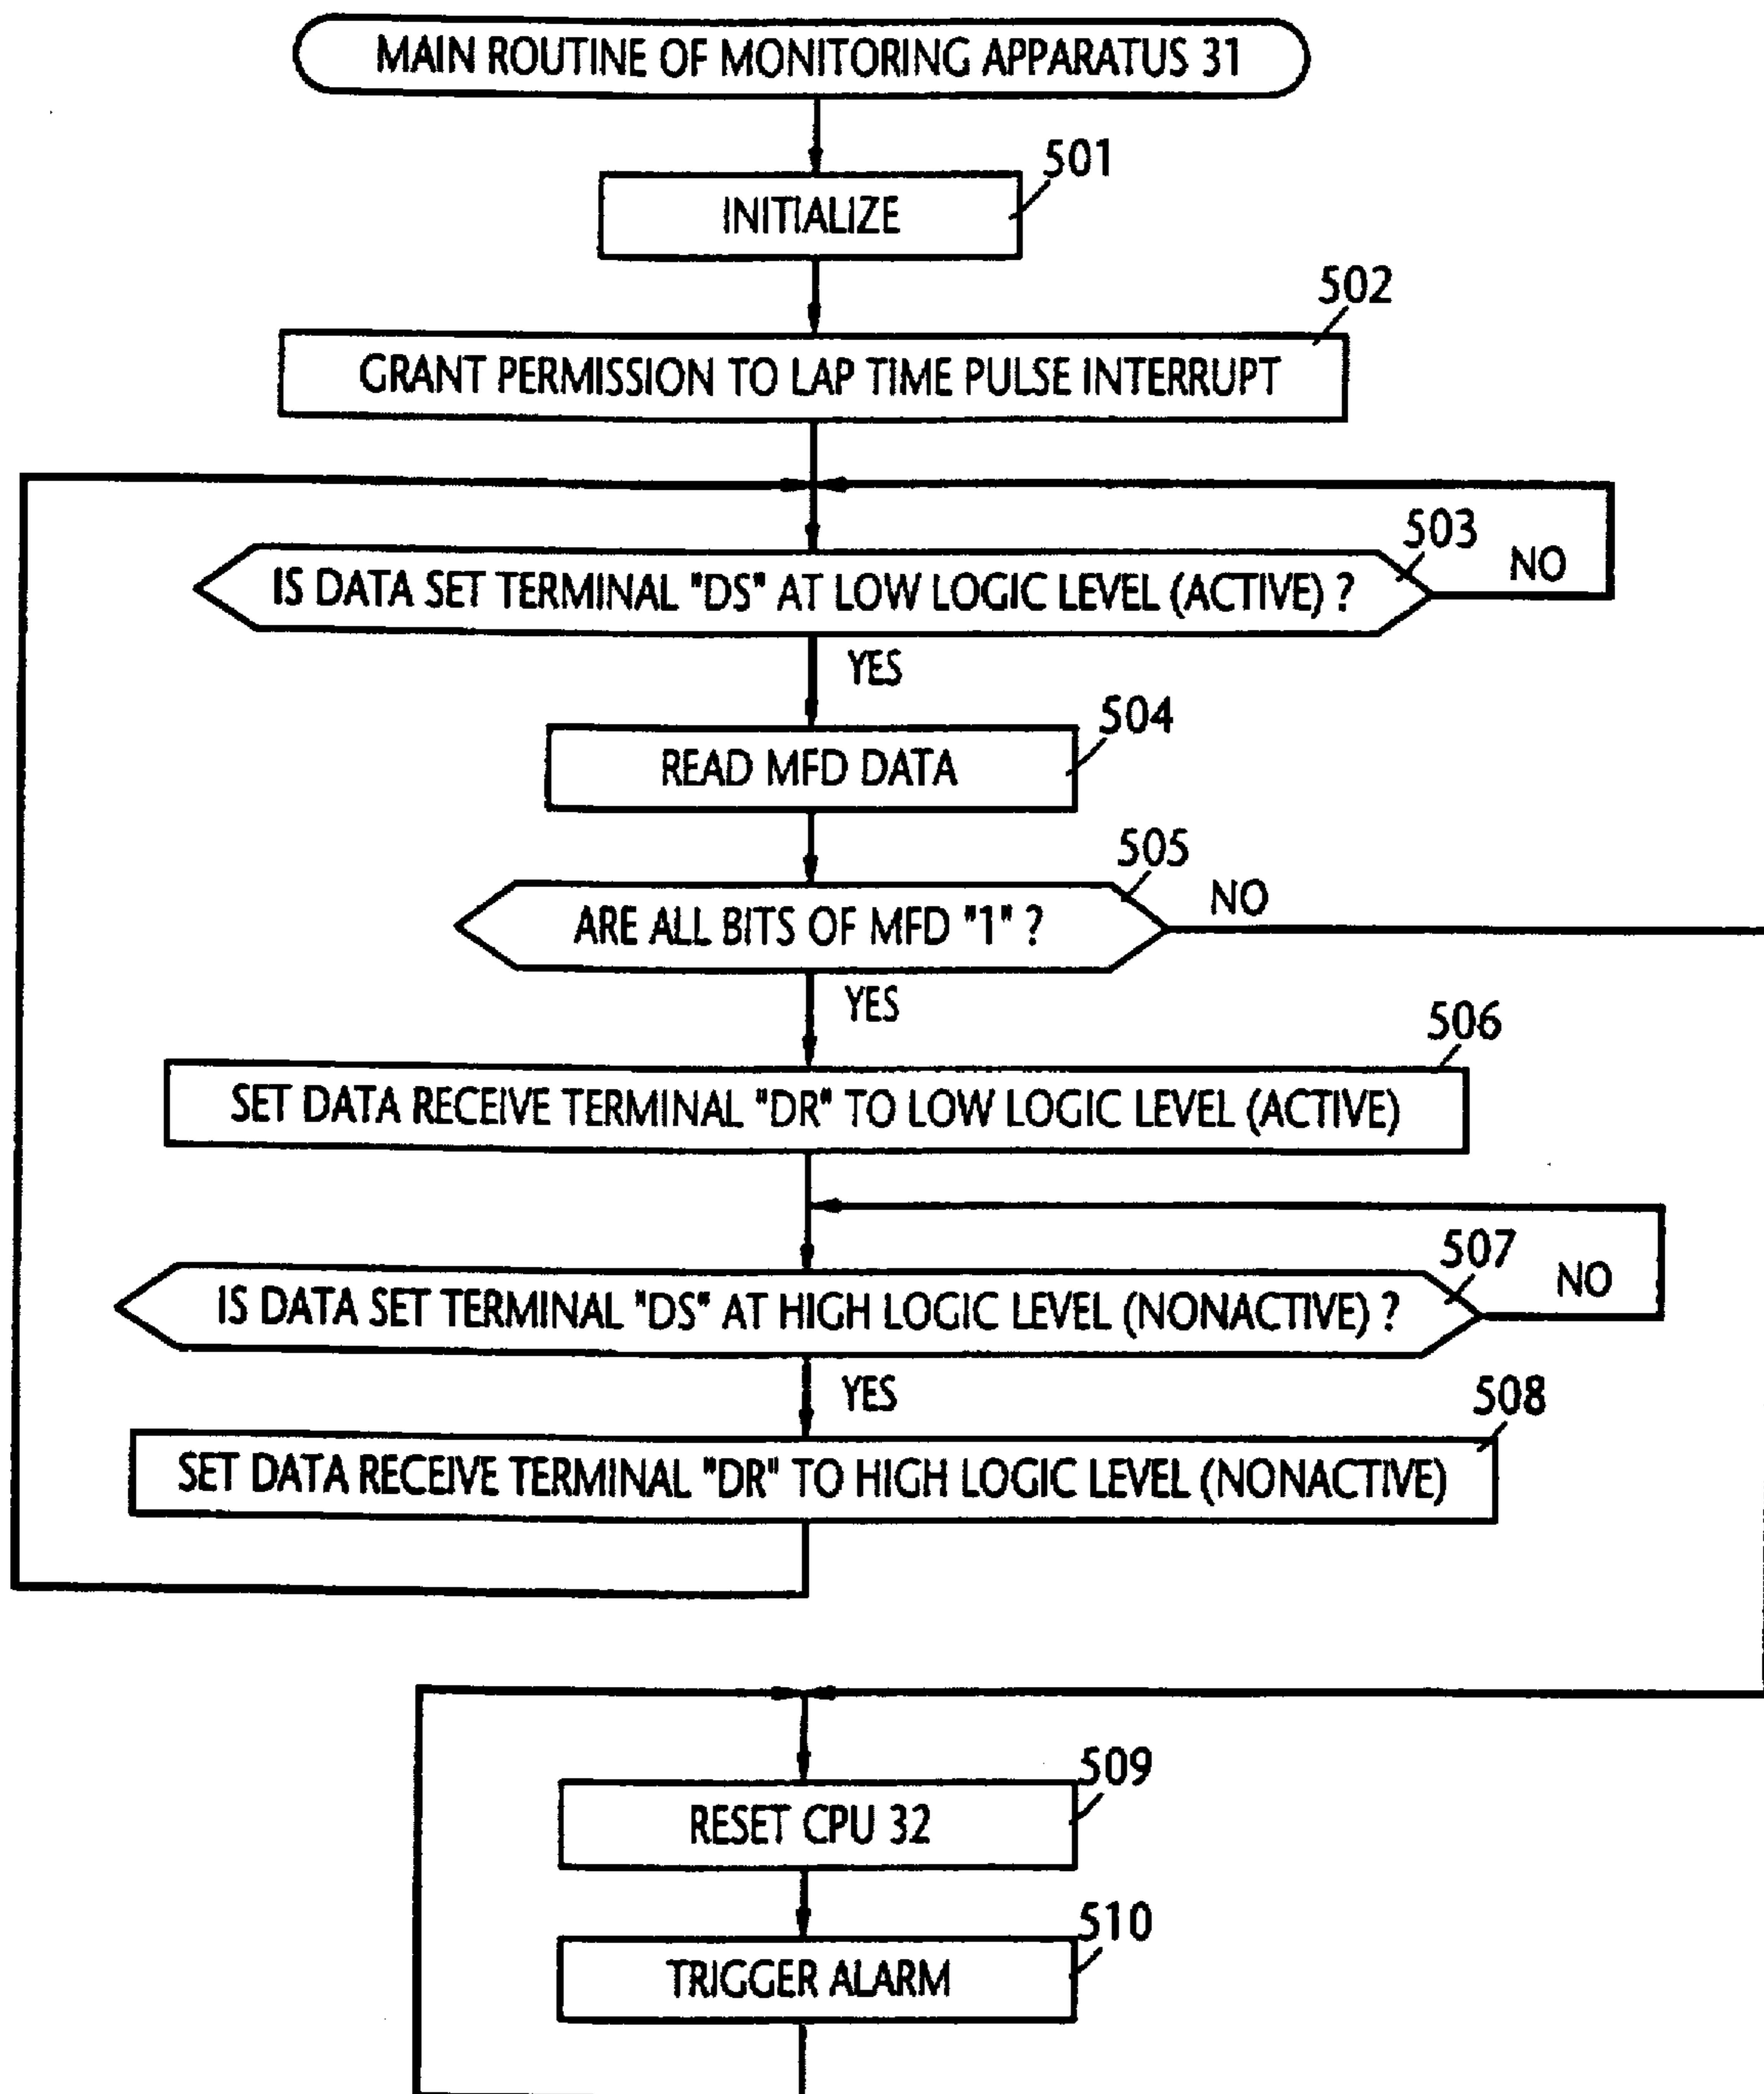 MAIN ROUTINE OF MONITORING APPARATUS 31
501
INITIALIZE
502
GRANT PERMISSION TO LAP TIME PULSE INTERRUPT
503
IS DATA SET TERMINAL "DS" AT LOW LOGIC LEVEL (ACTIVE) ?
NO
YES
504
READ MFD DATA
505
ARE ALL BITS OF MFD "1" ?
NO
YES
506
SET DATA RECEIVE TERMINAL "DR" TO LOW LOGIC LEVEL (ACTIVE)
507
IS DATA SET TERMINAL "DS" AT HIGH LOGIC LEVEL (NONACTIVE) ?
NO
YES
508
SET DATA RECEIVE TERMINAL "DR" TO HIGH LOGIC LEVEL (NONACTIVE)
509
RESET CPU 32
510
TRIGGER ALARM